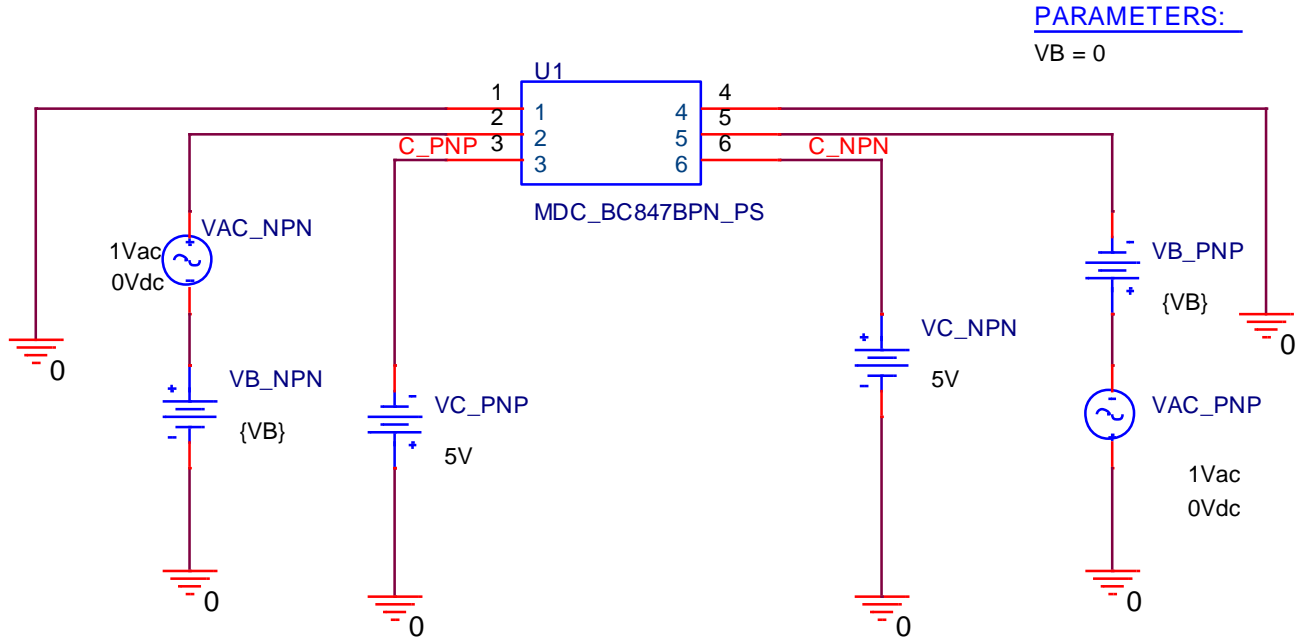 PARAMETERS:
VB = 0
U1
1
2
3
C_PNP
1
2
3
4
5
6
4
5
6
C_NPN
MDC_BC847BPN_PS
VAC_NPN
1Vac
0Vdc
+
-
VB_NPN
+
-
{VB}
0
0
VC_PNP
-
+
5V
0
VC_NPN
+
-
5V
0
VB_PNP
-
+
{VB}
0
VAC_PNP
-
+
1Vac
0Vdc
0